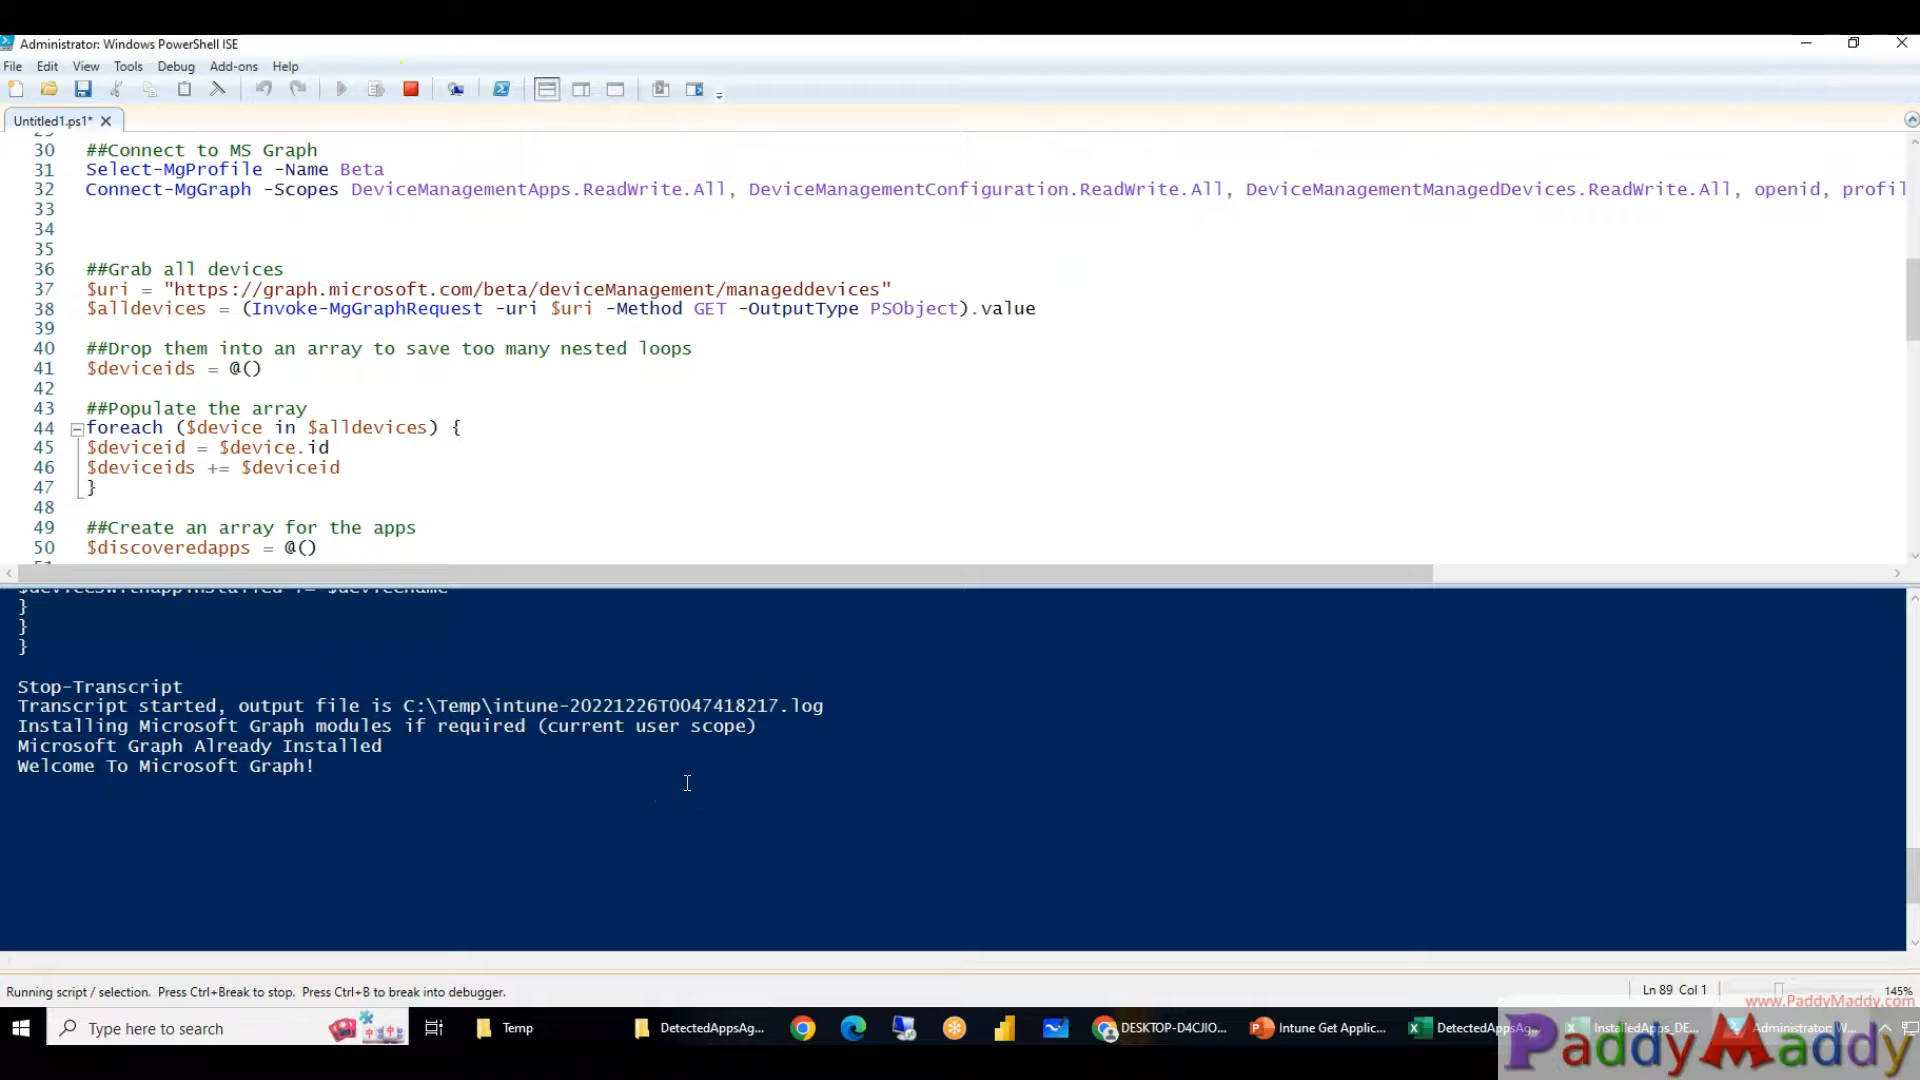 Administrator: Windows PowerShell ISE
File Edit View Tools Debug Add-ons Help
Untitled1.ps1* X
30 ##Connect to MS Graph
31 Select-MgProfile -Name Beta
32 Connect-MgGraph -Scopes DeviceManagementApps.ReadWrite.All, DeviceManagementConfiguration.ReadWrite.All, DeviceManagementManagedDevices.ReadWrite.All, openid, profil
33
34
35
36 ##Grab all devices
37 $uri = "https://graph.microsoft.com/beta/deviceManagement/manageddevices"
38 $alldevices = (Invoke-MgGraphRequest -uri $uri -Method GET -OutputType PSObject).value
39
40 ##Drop them into an array to save too many nested loops
41 $deviceids = @()
42
43 ##Populate the array
44 foreach ($device in $alldevices) {
45 $deviceid = $device.id
46 $deviceids += $deviceid
47 }
48
49 ##Create an array for the apps
50 $discoveredapps = @()
}
}
}
Stop-Transcript
Transcript started, output file is C:\Temp\intune-20221226T0047418217.log
Installing Microsoft Graph modules if required (current user scope)
Microsoft Graph Already Installed
Welcome To Microsoft Graph!
Running script / selection. Press Ctrl+Break to stop. Press Ctrl+B to break into debugger.
Ln 89 Col 1
145%
www.PaddyMaddy.com
Type here to search
Temp
DetectedAppsAg...
DESKTOP-D4CJIO...
Intune Get Applic...
DetectedAppsAg...
InstalledApps_DE...
Administrator: W...
PaddyMaddy